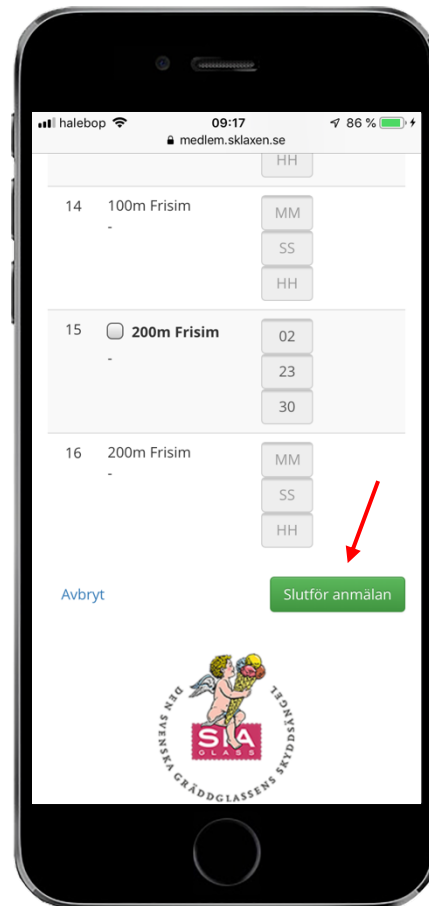 halebop 09:17 86 %
medlem.sklaxen.se
HH
14 100m Frisim MM
-
SS
HH
15 200m Frisim 02
-
23
30
16 200m Frisim MM
-
SS
HH
Avbryt Slutför anmälan
DEN SVENSKA GRÄDDGLASSENS SKYDDSÄNGEL
SIA
GLASS